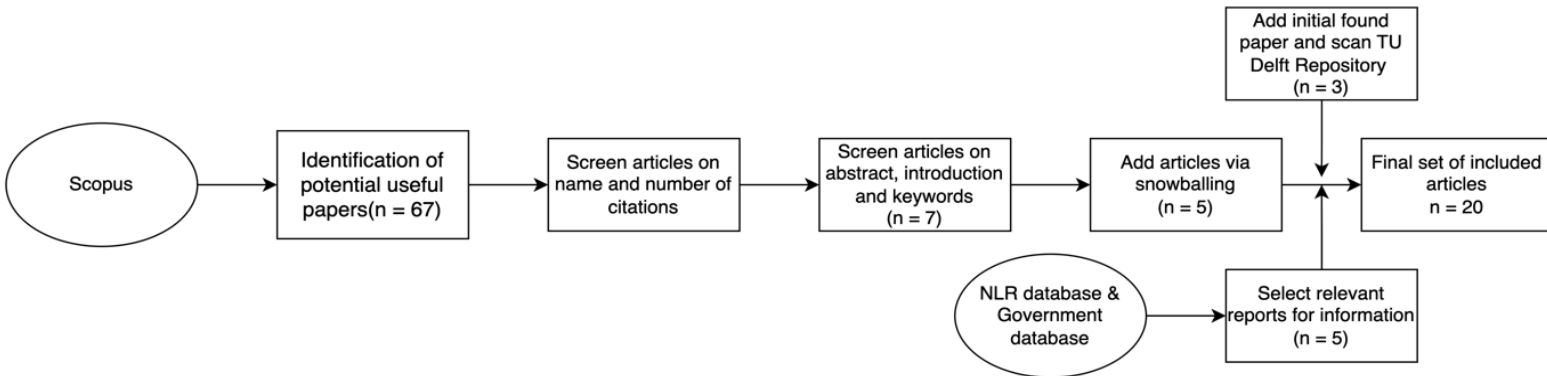 Scopus
Identification of
potential useful
papers(n = 67)
Screen articles on
name and number of
citations
Screen articles on
abstract, introduction
and keywords
(n = 7)
Add articles via
snowballing
(n = 5)
Add initial found
paper and scan TU
Delft Repository
(n = 3)
Final set of included
articles
n = 20
NLR database &
Government
database
Select relevant
reports for information
(n = 5)